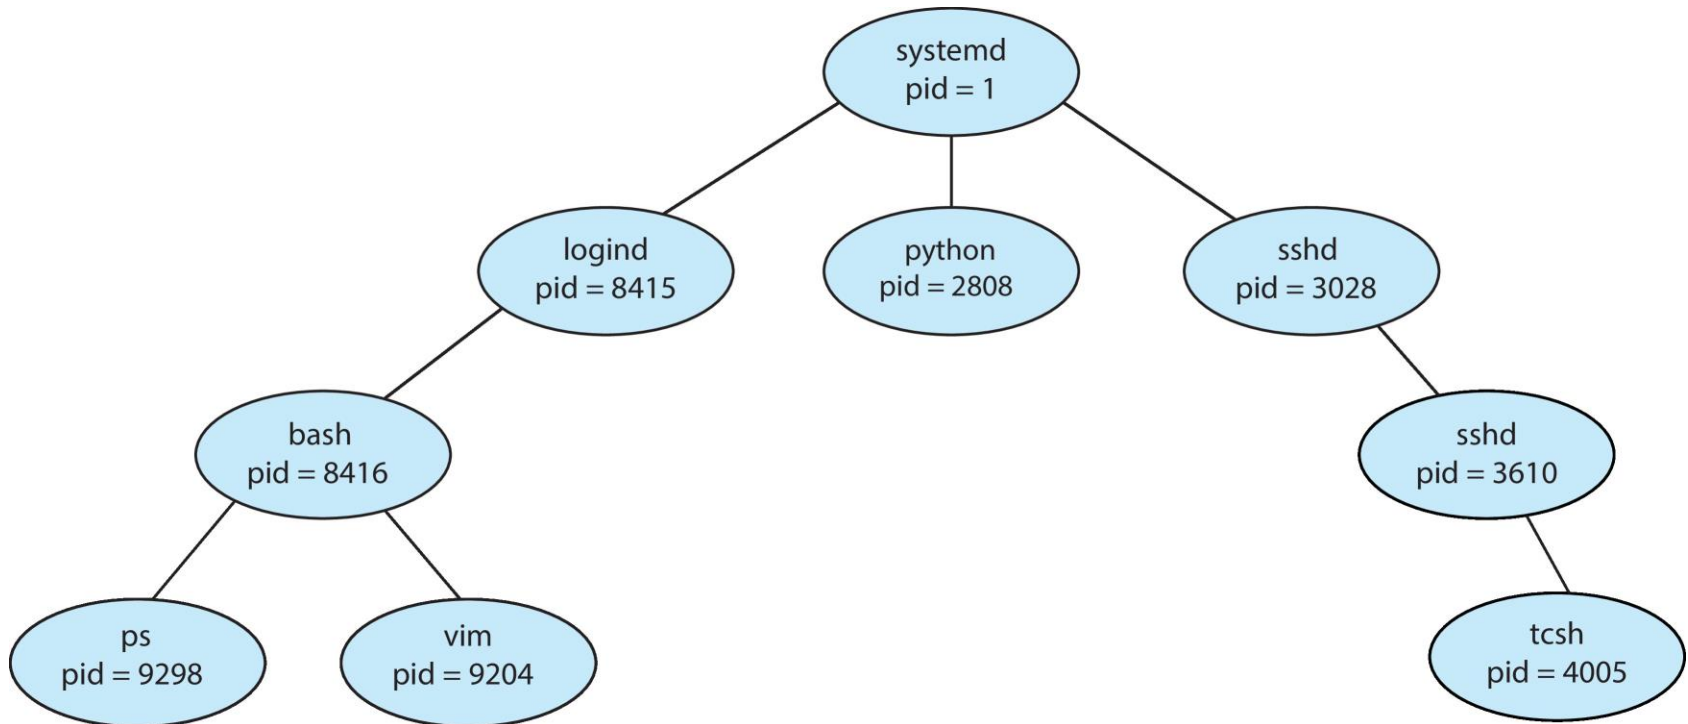 systemd
pid = 1
logind
pid = 8415
python
pid = 2808
sshd
pid = 3028
bash
pid = 8416
sshd
pid = 3610
ps
pid = 9298
vim
pid = 9204
tcsh
pid = 4005